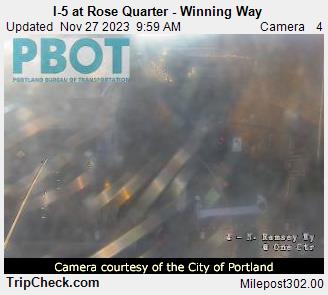 I-5 at Rose Quarter - Winning Way
Updated Nov 27 2023 9:59 AM Camera 4
PBOT
PORTLAND BUREAU OF TRANSPORTATION
4 - N. Ramsey Wy
@ One Ctr
Camera courtesy of the City of Portland
TripCheck.com Milepost302.00